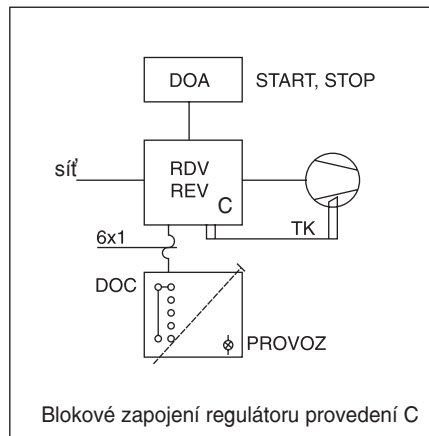 DOA START, STOP
síť
RDV
REV
C
6x1
TK
DOC
PROVOZ
Blokové zapojení regulátoru provedení C